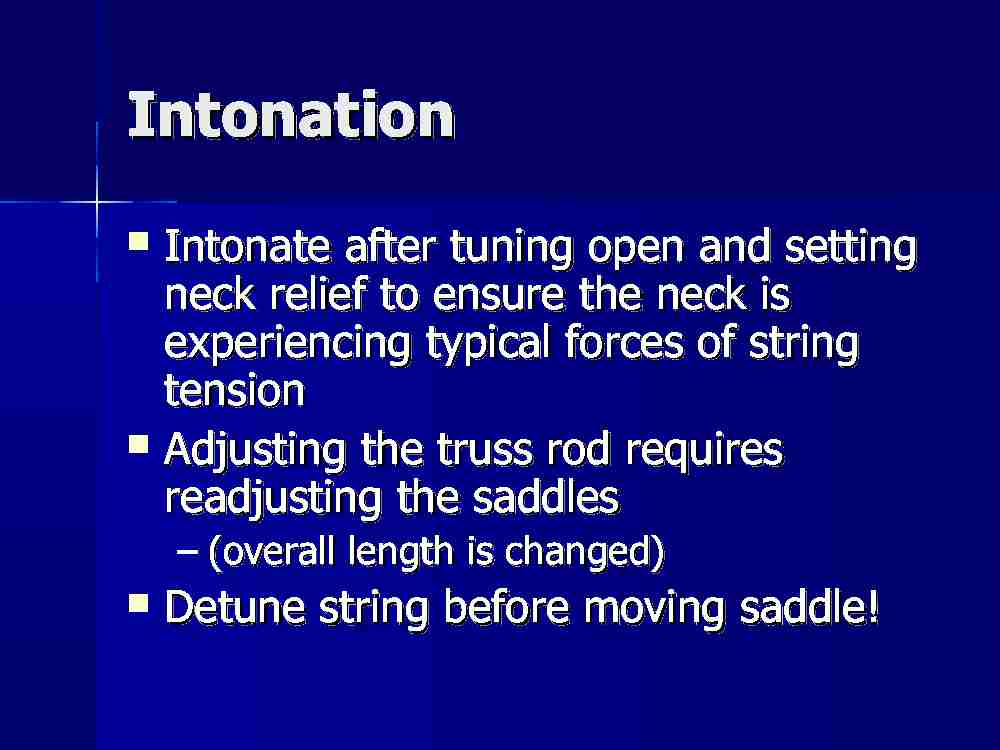 Intonation
▪ Intonate after tuning open and setting
neck relief to ensure the neck is
experiencing typical forces of string
tension
▪ Adjusting the truss rod requires
readjusting the saddles
– (overall length is changed)
▪ Detune string before moving saddle!